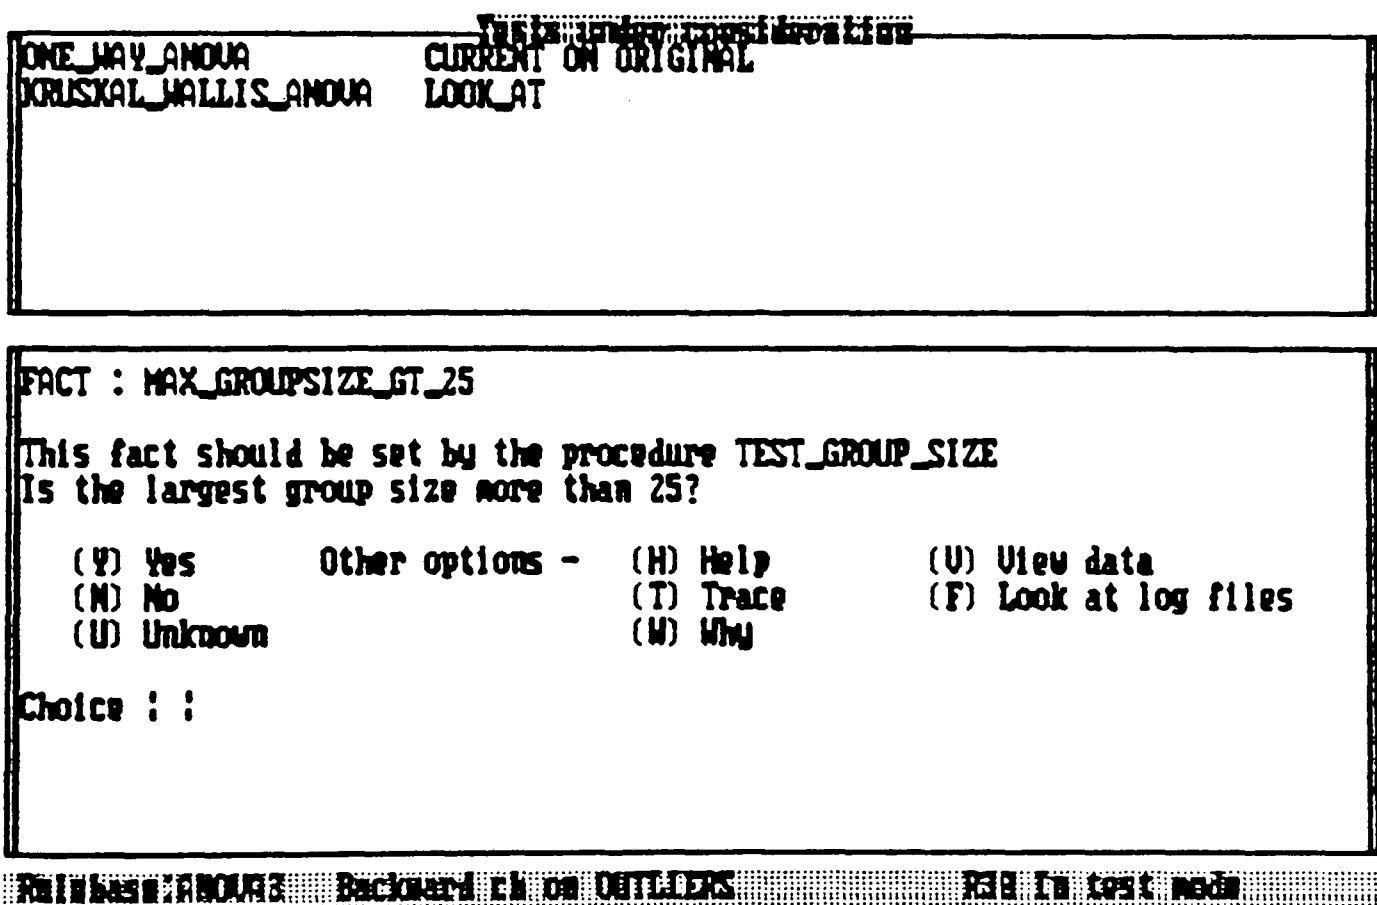 Tests under consideration
ONE_WAY_ANOVA CURRENT ON ORIGINAL
KRUSKAL_WALLIS_ANOVA LOOK_AT
FACT : MAX_GROUPSIZE_GT_25
This fact should be set by the procedure TEST_GROUP_SIZE
Is the largest group size more than 25?
(Y) Yes Other options - (H) Help (V) View data
(N) No (T) Trace (F) Look at log files
(U) Unknown (W) Why
Choice : :
Rulebase:ANOVA3 Backward ch on OUTLIERS In test mode